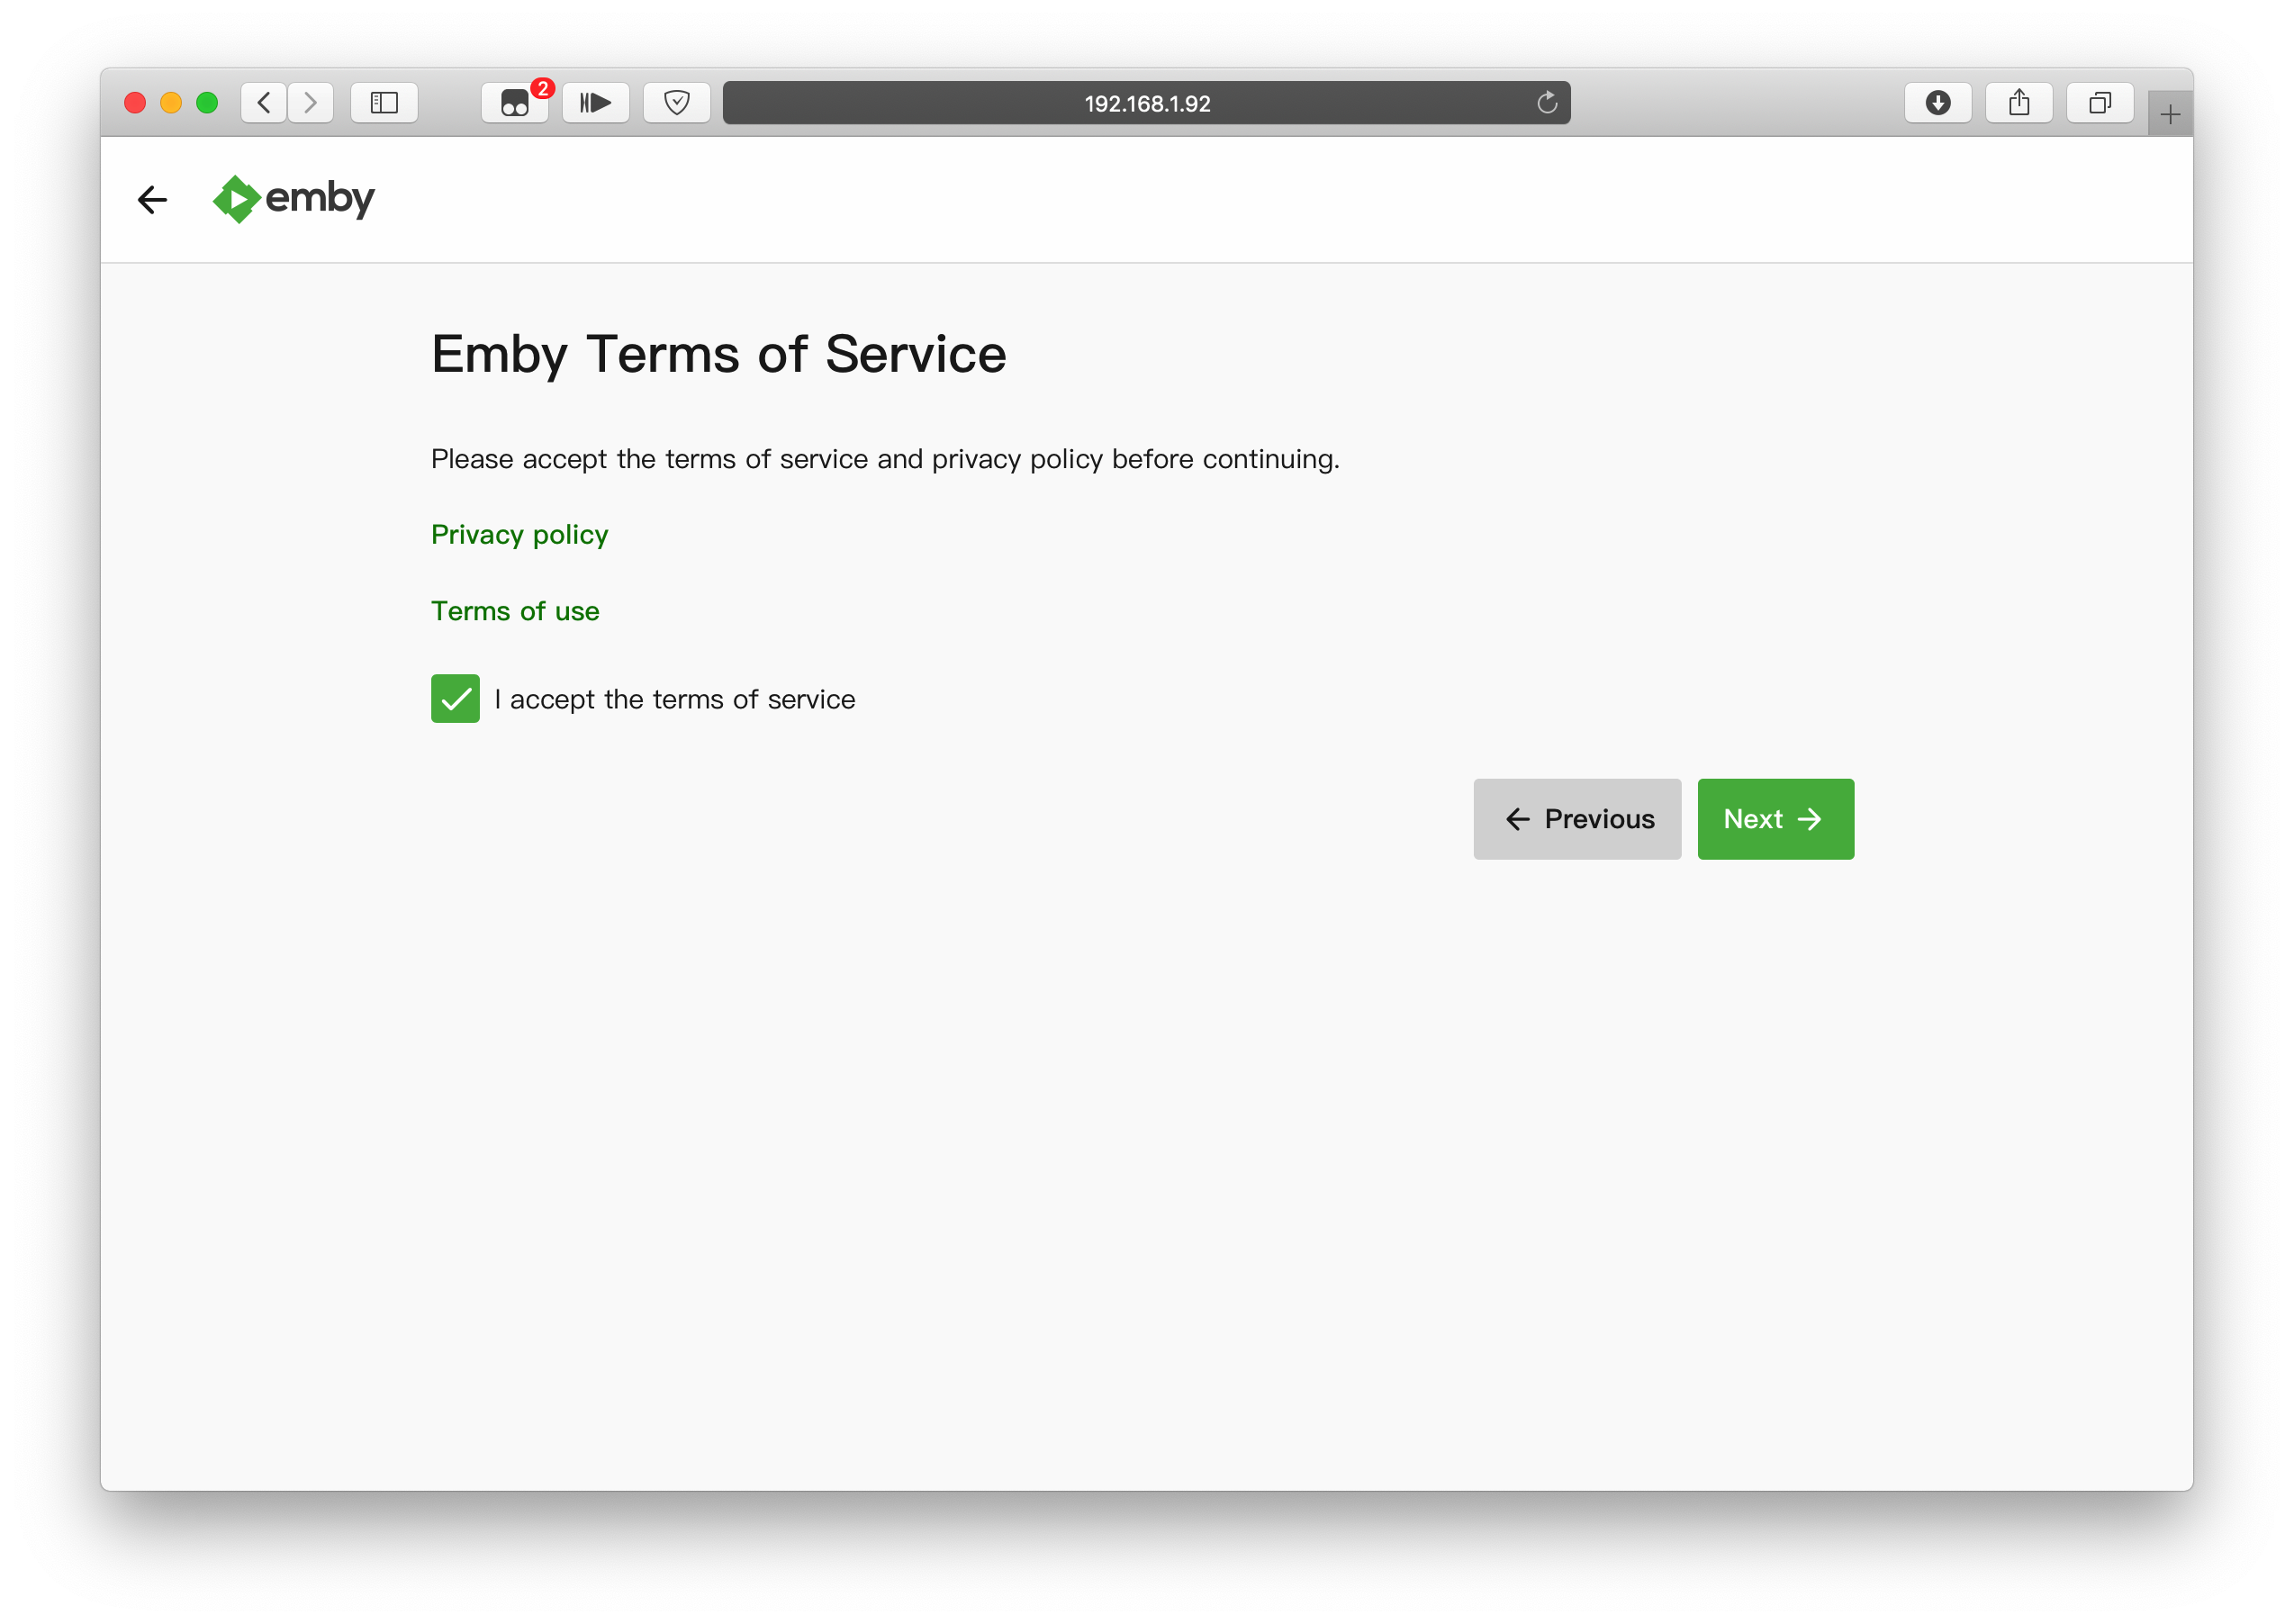 2
192.168.1.92
emby
Emby Terms of Service
Please accept the terms of service and privacy policy before continuing.
Privacy policy
Terms of use
I accept the terms of service
Previous
Next